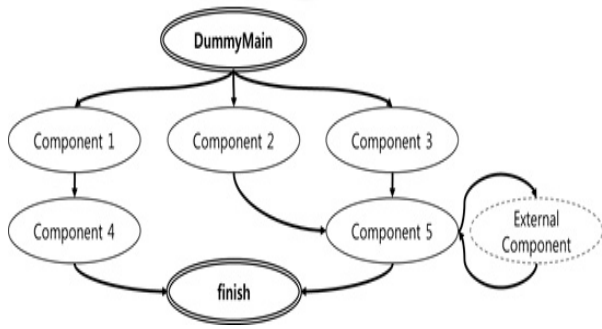 DummyMain
Component 1
Component 2
Component 3
Component 4
Component 5
External
Component
finish